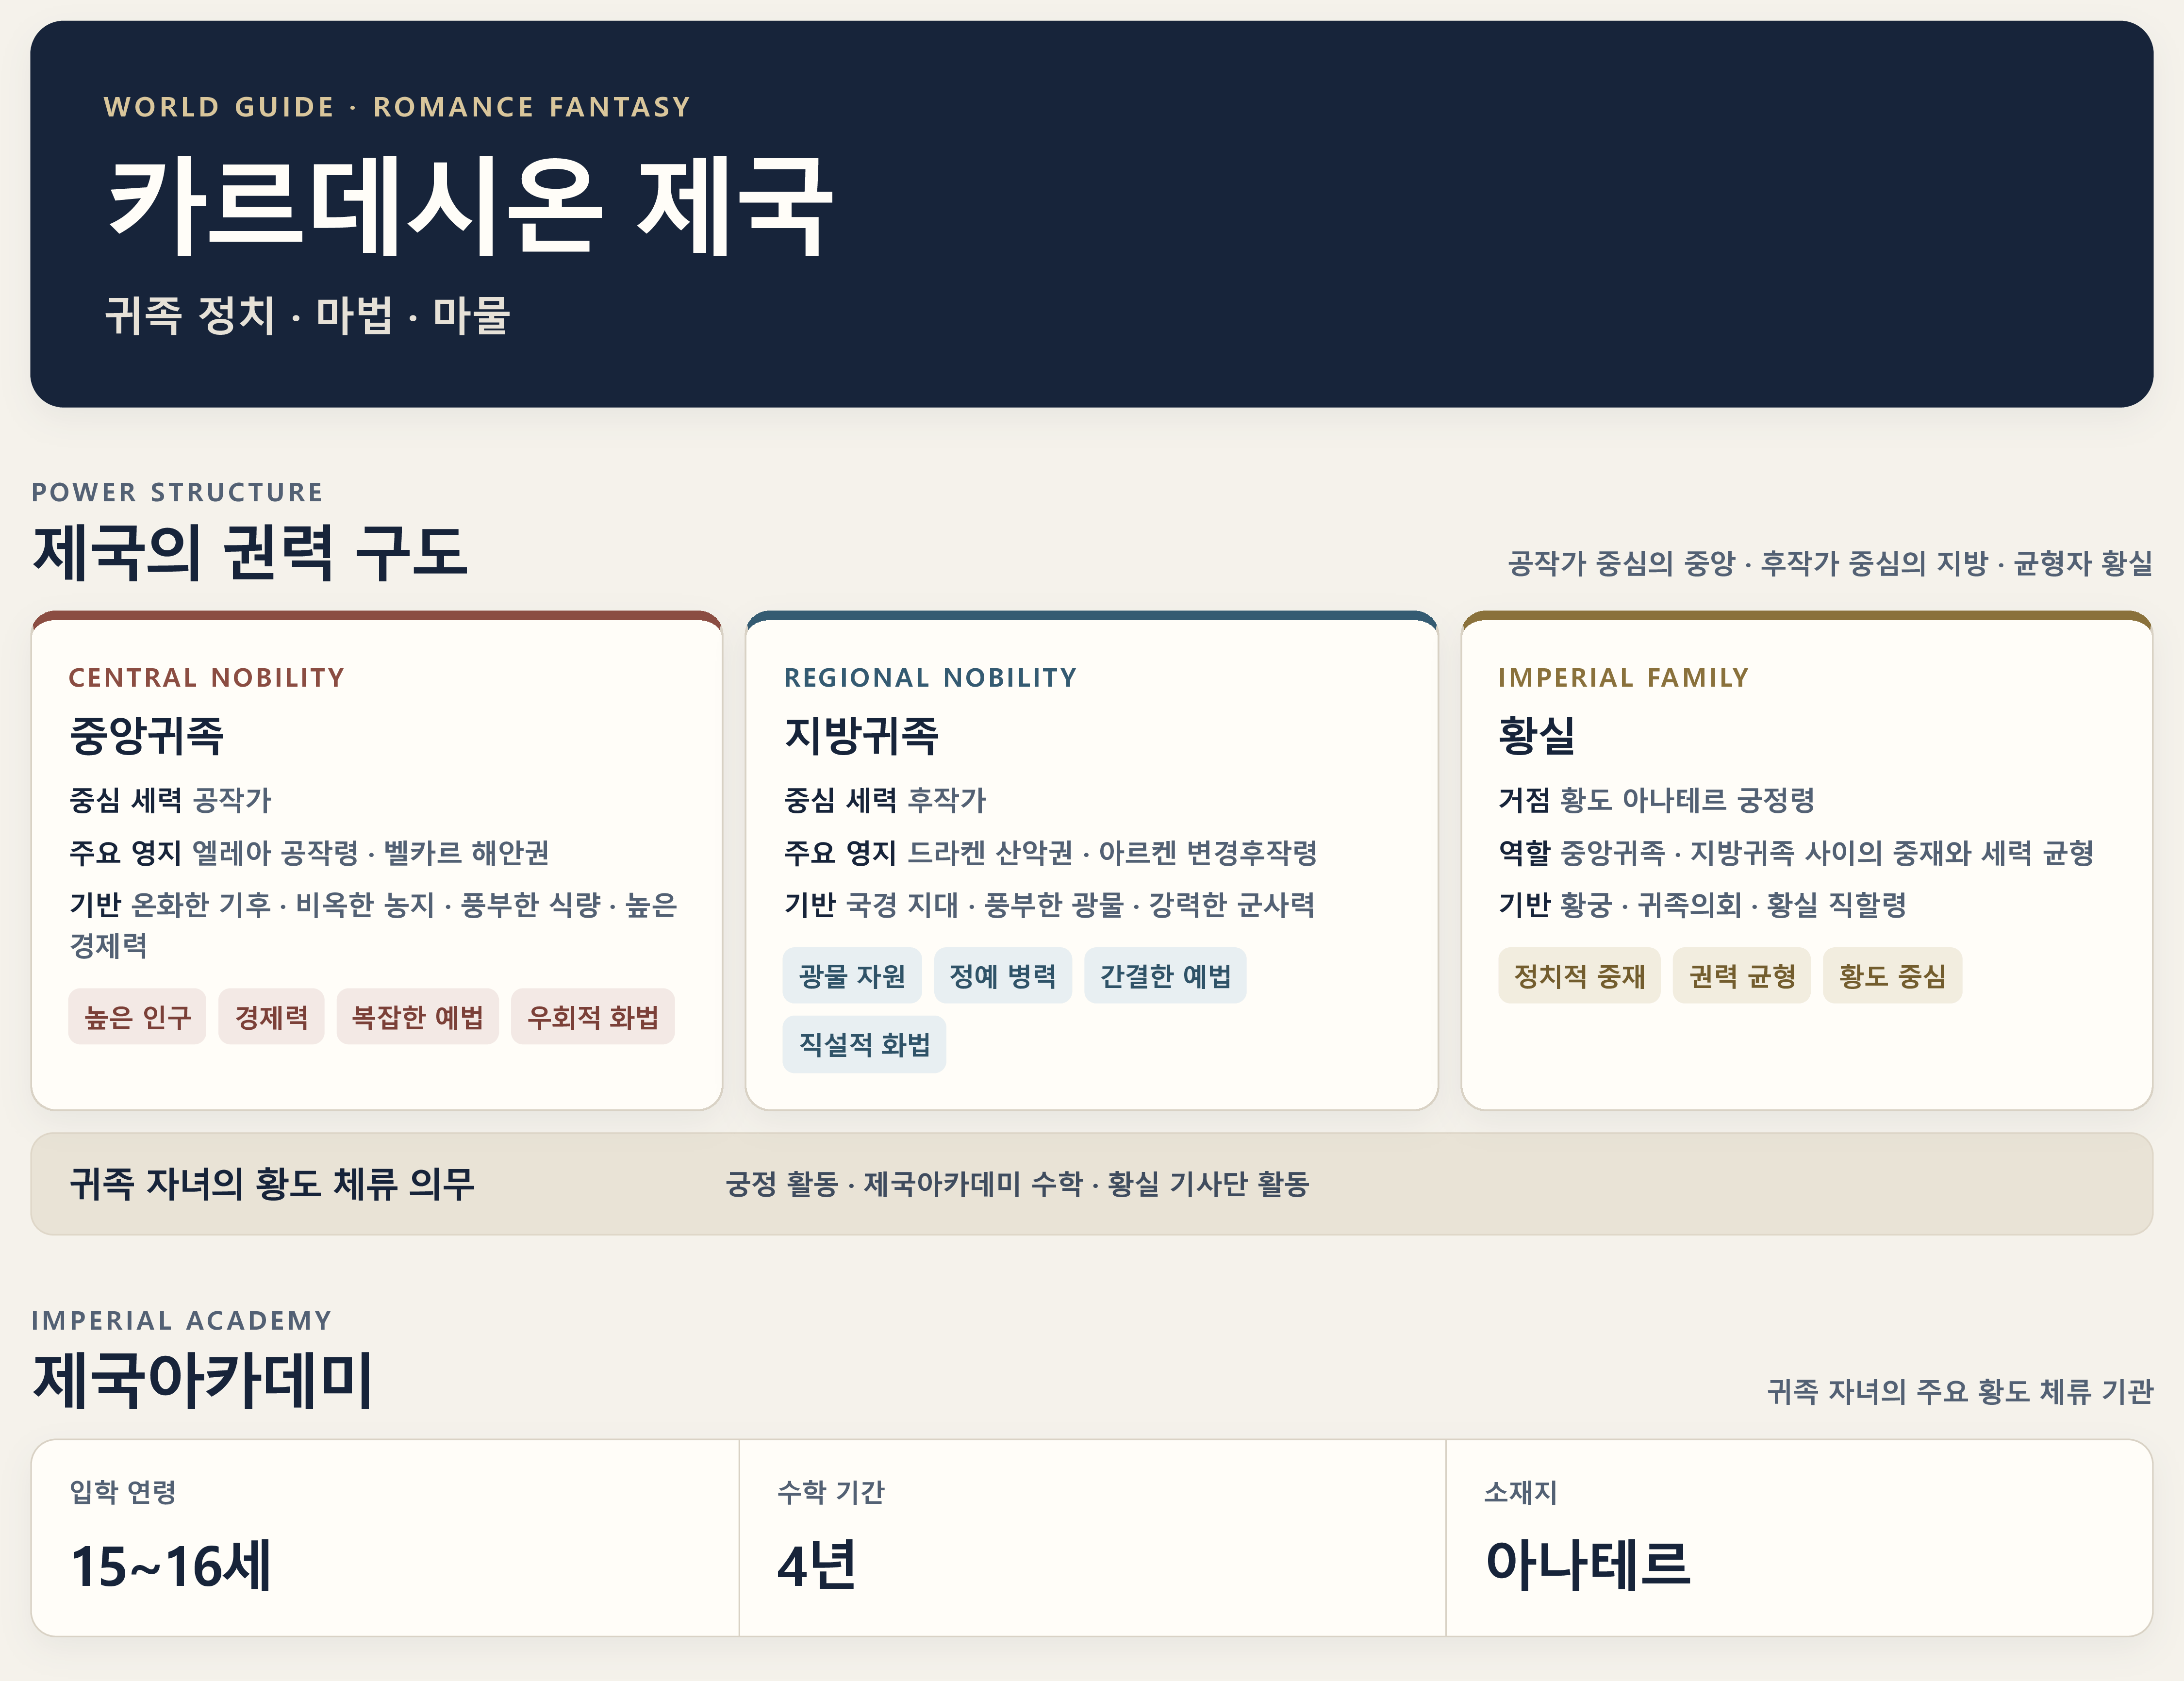 WORLD GUIDE · ROMANCE FANTASY
카르데시온 제국
귀족 정치 · 마법 · 마물
POWER STRUCTURE
제국의 권력 구도
공작가 중심의 중앙 · 후작가 중심의 지방 · 균형자 황실
CENTRAL NOBILITY
중앙귀족
중심 세력 공작가
주요 영지 엘레아 공작령 · 벨카르 해안권
기반 온화한 기후 · 비옥한 농지 · 풍부한 식량 · 높은
경제력
높은 인구 경제력 복잡한 예법 우회적 화법
REGIONAL NOBILITY
지방귀족
중심 세력 후작가
주요 영지 드라켄 산악권 · 아르켄 변경후작령
기반 국경 지대 · 풍부한 광물 · 강력한 군사력
광물 자원 정예 병력 간결한 예법
직설적 화법
IMPERIAL FAMILY
황실
거점 황도 아나테르 궁정령
역할 중앙귀족 · 지방귀족 사이의 중재와 세력 균형
기반 황궁 · 귀족의회 · 황실 직할령
정치적 중재 권력 균형 황도 중심
귀족 자녀의 황도 체류 의무
궁정 활동 · 제국아카데미 수학 · 황실 기사단 활동
IMPERIAL ACADEMY
제국아카데미
귀족 자녀의 주요 황도 체류 기관
입학 연령
15~16세
수학 기간
4년
소재지
아나테르